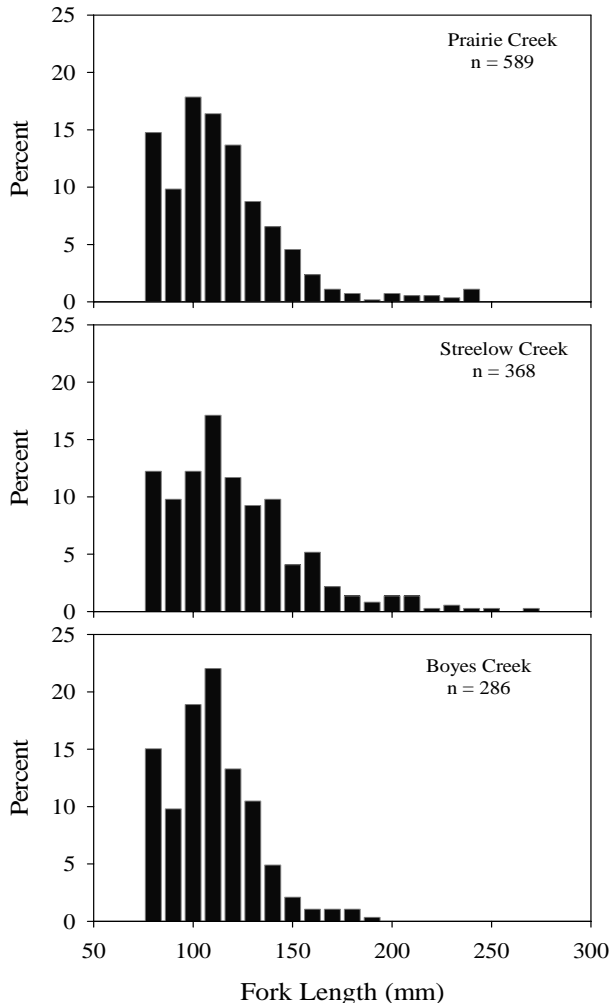 25
20
15
10
5
0
Percent
Prairie Creek
n = 589
25
20
15
10
5
0
Percent
Streelow Creek
n = 368
25
20
15
10
5
0
Percent
Boyes Creek
n = 286
50 100 150 200 250 300
Fork Length (mm)